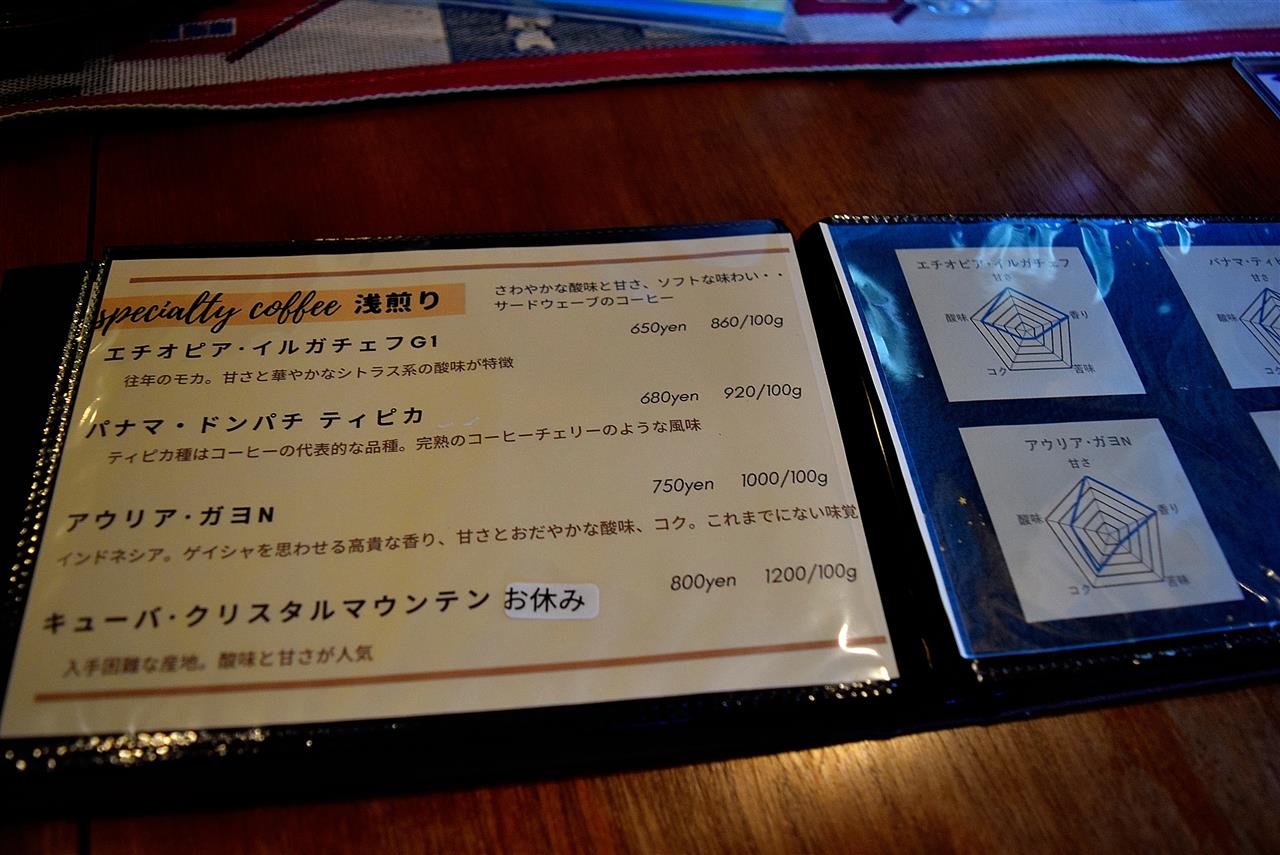 specialty coffee 浅煎り
さわやかな酸味と甘さ、ソフトな味わい・・
サードウェーブのコーヒー
エチオピア・イルガチェフG1
650yen 860/100g
往年のモカ。甘さと華やかなシトラス系の酸味が特徴
パナマ・ドンパチ ティピカ
680yen 920/100g
ティピカ種はコーヒーの代表的な品種。完熟のコーヒーチェリーのような風味
アウリア・ガヨN
750yen 1000/100g
インドネシア。ゲイシャを思わせる高貴な香り、甘さとおだやかな酸味、コク。これまでにない味覚
キューバ・クリスタルマウンテン お休み
800yen 1200/100g
入手困難な産地。酸味と甘さが人気
エチオピア・イルガチェフ
甘さ
酸味
香り
コク
苦味
パナマ・ティ
酸味
コク
アウリア・ガヨN
甘さ
酸味
香り
コク
苦味